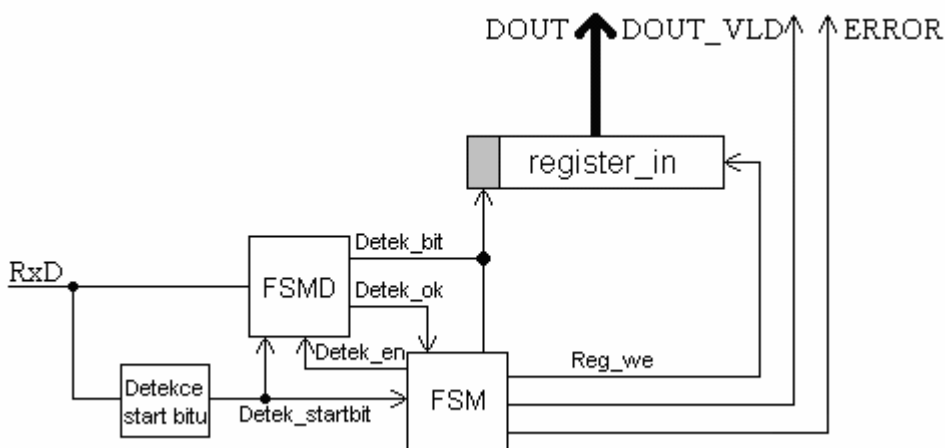 DOUT DOUT_VLD ERROR
register_in
Detek_bit
RxD
FSMD
Detek_ok
Detek_en
Reg_we
Detekce
start bitu
Detek_startbit
FSM